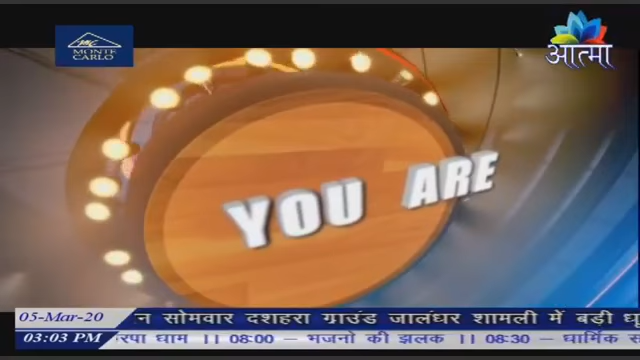 MONTE
CARLO
आत्मा
YOU ARE
05-Mar-20
न सोमवार दशहरा ग्राउंड जालंधर शामली में बड़ी धू
03:03 PM
रपा धाम || 08:00 - भजनो की झलक || 08:30 - धार्मिक स